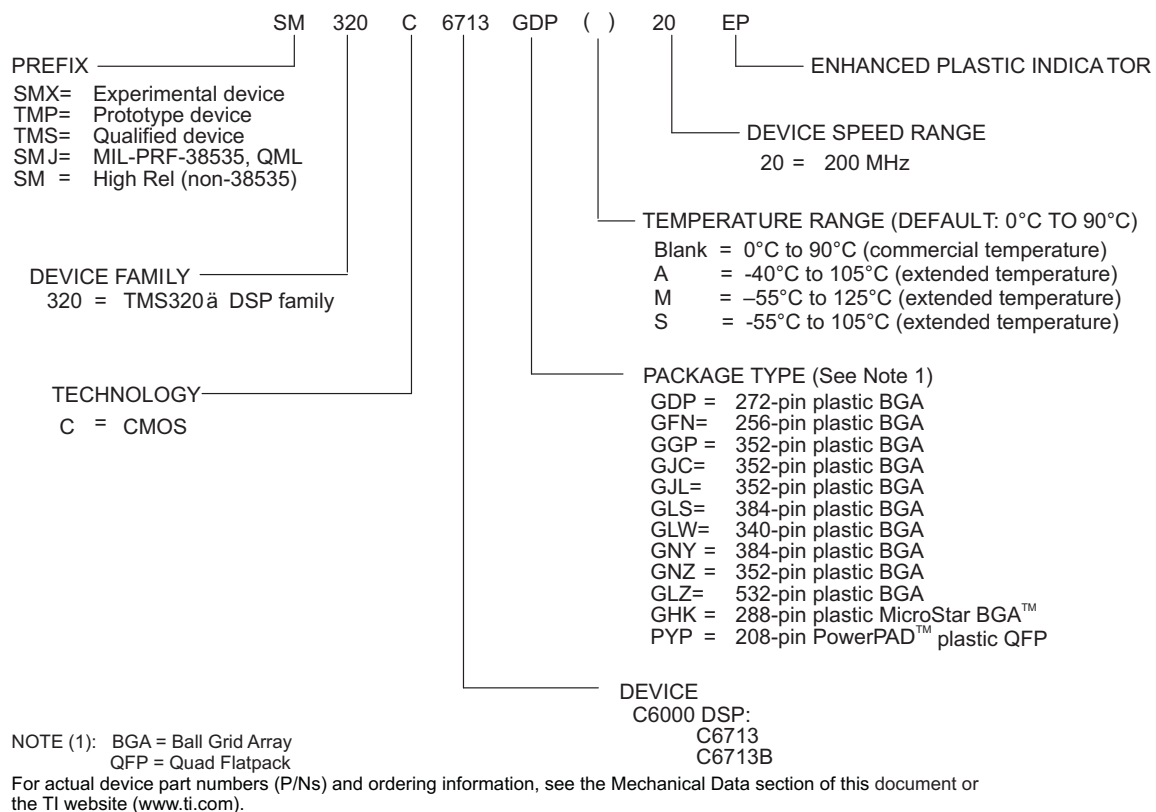 SM 320 C 6713 GDP ( ) 20 EP
PREFIX
SMX= Experimental device
TMP= Prototype device
TMS= Qualified device
SMJ= MIL-PRF-38535, QML
SM = High Rel (non-38535)
ENHANCED PLASTIC INDICA TOR
DEVICE SPEED RANGE
20 = 200 MHz
TEMPERATURE RANGE (DEFAULT: 0°C TO 90°C)
Blank = 0°C to 90°C (commercial temperature)
A = -40°C to 105°C (extended temperature)
M = –55°C to 125°C (extended temperature)
S = -55°C to 105°C (extended temperature)
DEVICE FAMILY
320 = TMS320ä DSP family
TECHNOLOGY
C = CMOS
PACKAGE TYPE (See Note 1)
GDP = 272-pin plastic BGA
GFN= 256-pin plastic BGA
GGP = 352-pin plastic BGA
GJC= 352-pin plastic BGA
GJL= 352-pin plastic BGA
GLS= 384-pin plastic BGA
GLW= 340-pin plastic BGA
GNY = 384-pin plastic BGA
GNZ = 352-pin plastic BGA
GLZ= 532-pin plastic BGA
GHK = 288-pin plastic MicroStar BGA™
PYP = 208-pin PowerPAD™ plastic QFP
DEVICE
C6000 DSP:
C6713
C6713B
NOTE (1): BGA = Ball Grid Array
QFP = Quad Flatpack
For actual device part numbers (P/Ns) and ordering information, see the Mechanical Data section of this document or
the TI website (www.ti.com).